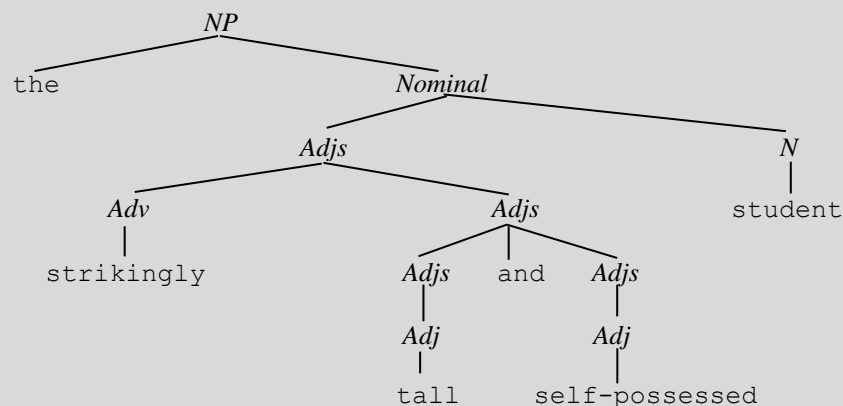 NP
the Nominal
Adjs N
Adv Adjs student
strikingly Adjs and Adjs
Adj Adj
tall self-possessed